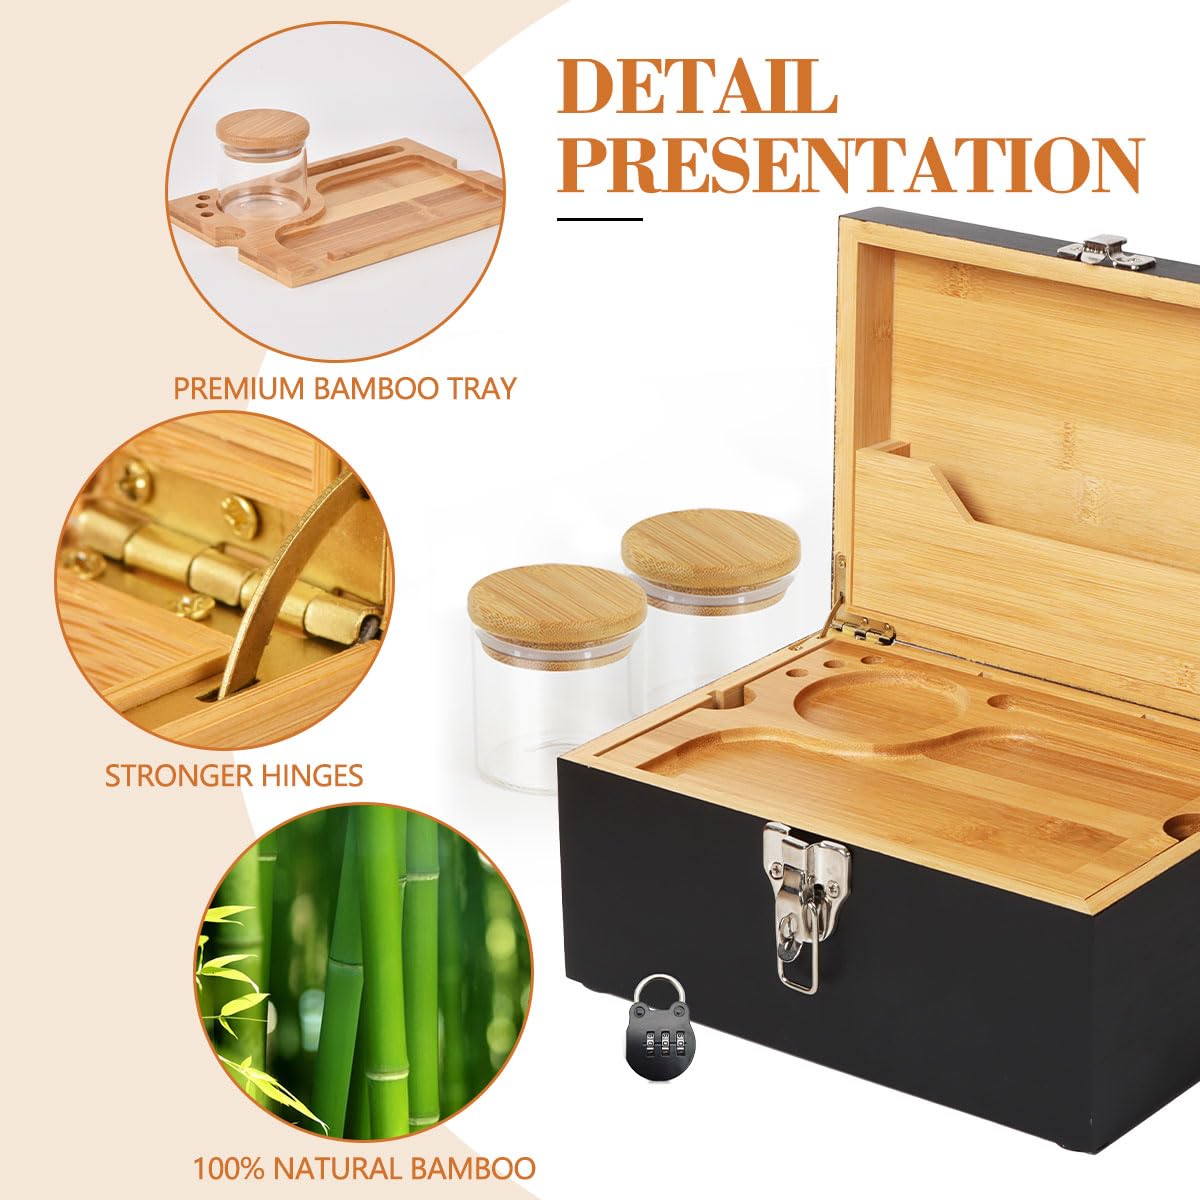 DETAIL
PRESENTATION
PREMIUM BAMBOO TRAY
STRONGER HINGES
100% NATURAL BAMBOO